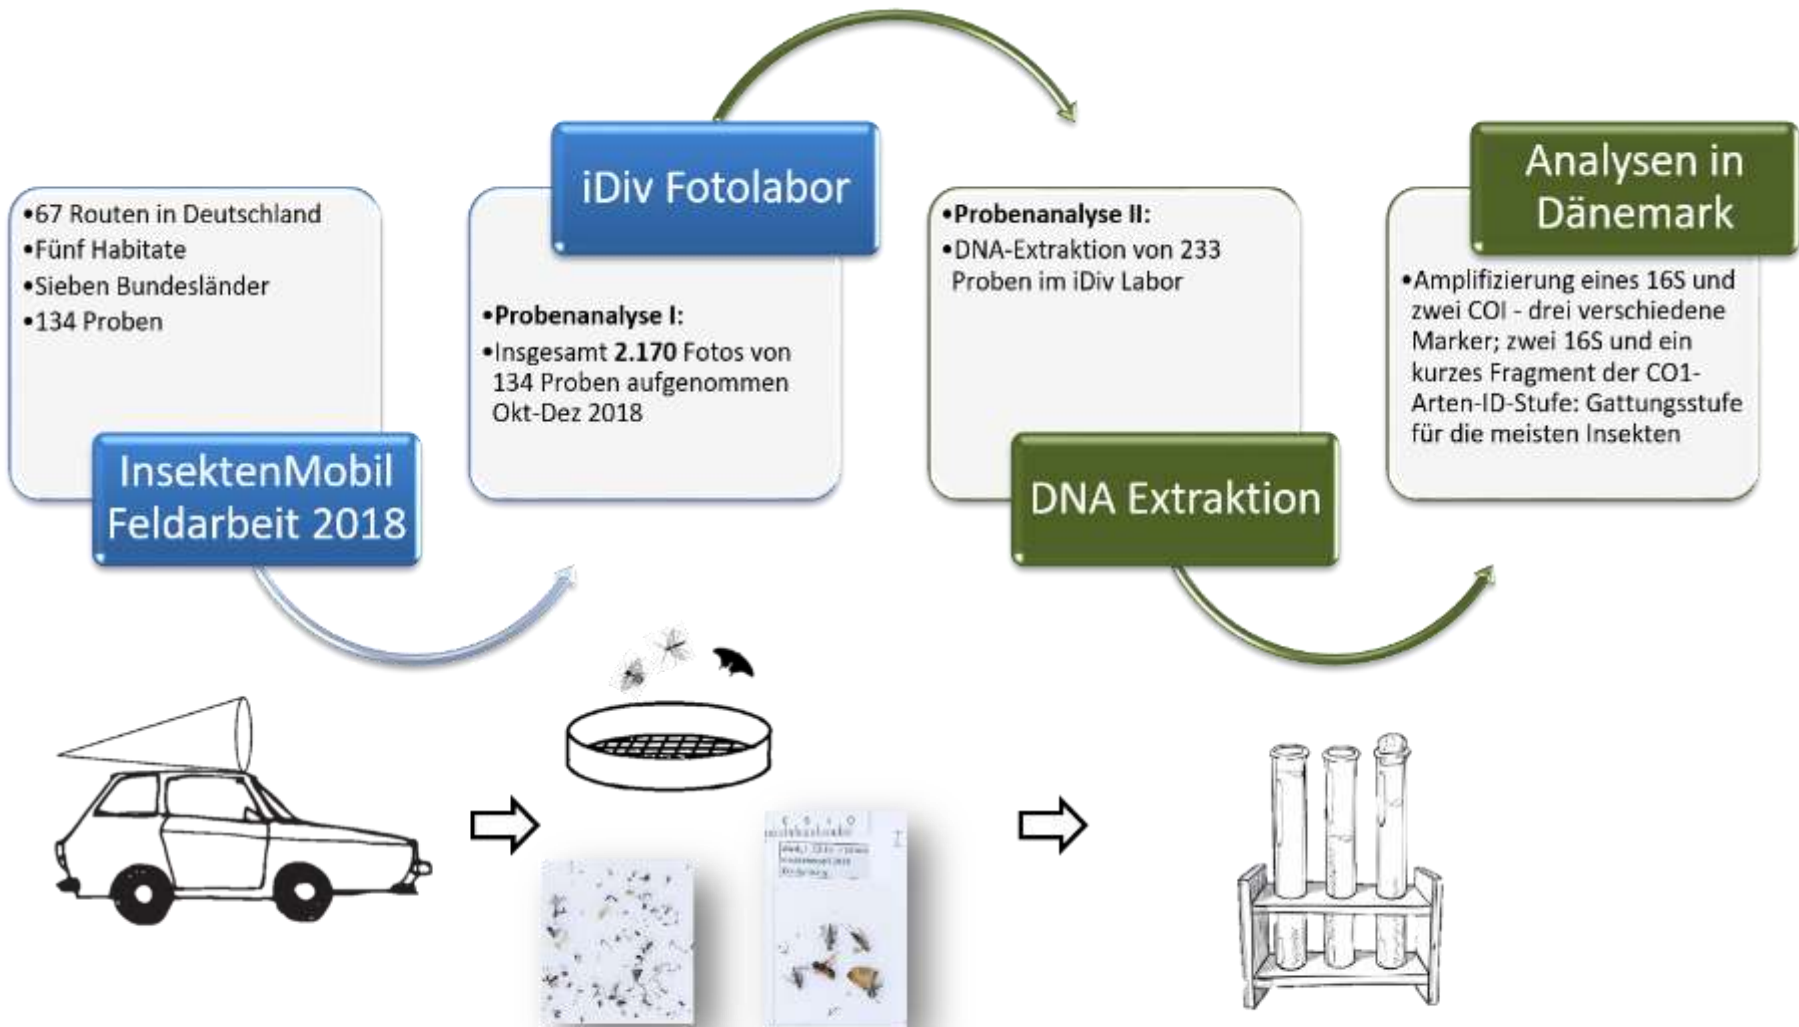 •67 Routen in Deutschland
•Fünf Habitate
•Sieben Bundesländer
•134 Proben
InsektenMobil
Feldarbeit 2018
iDiv Fotolabor
•Probenanalyse I:
•Insgesamt 2.170 Fotos von
134 Proben aufgenommen
Okt-Dez 2018
•Probenanalyse II:
•DNA-Extraktion von 233
Proben im iDiv Labor
DNA Extraktion
Analysen in
Dänemark
•Amplifizierung eines 16S und
zwei COI - drei verschiedene
Marker; zwei 16S und ein
kurzes Fragment der CO1-
Arten-ID-Stufe: Gattungsstufe
für die meisten Insekten